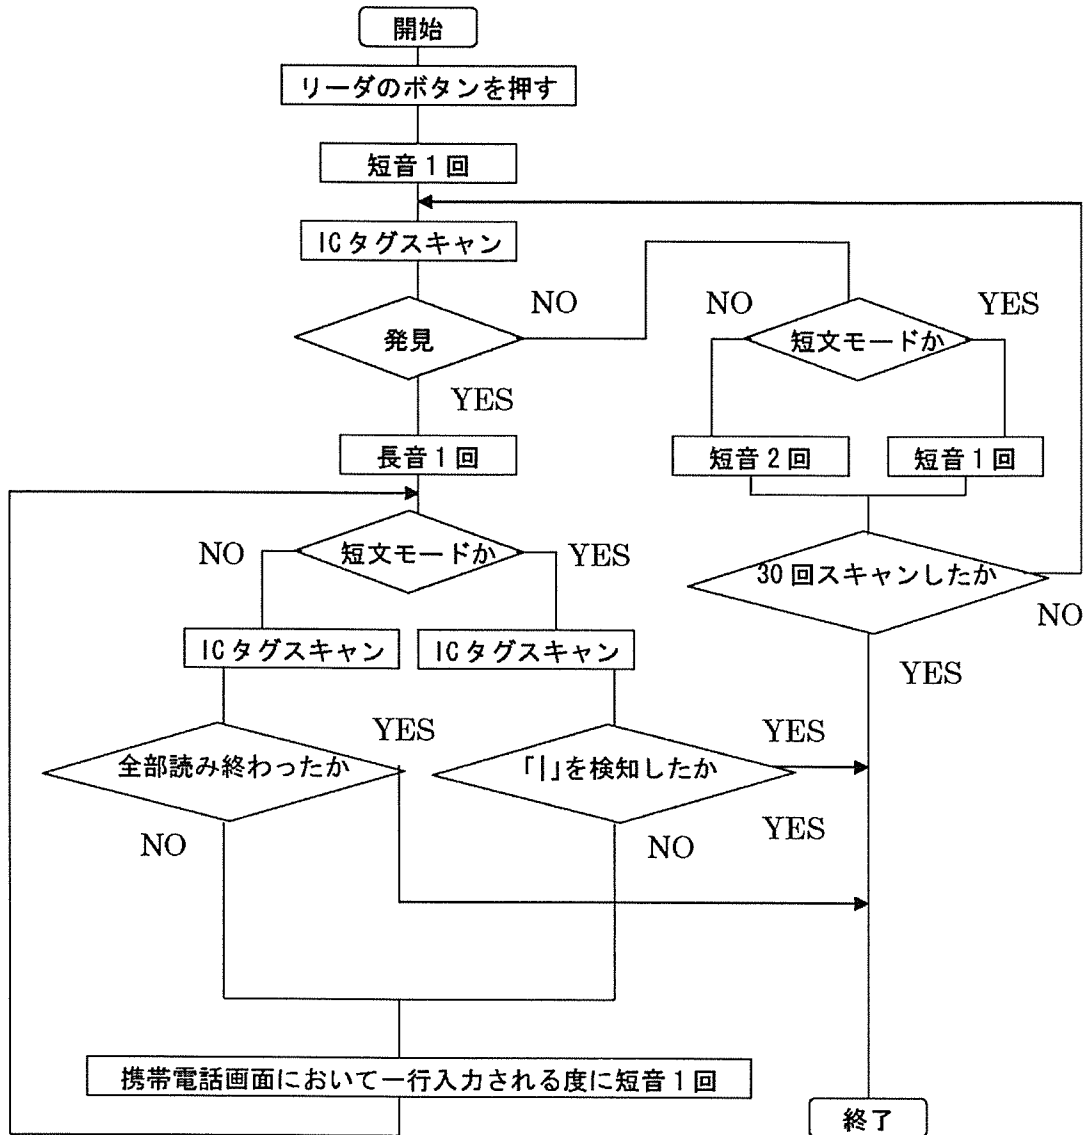 開始
リーダのボタンを押す
短音1回
ICタグスキャン
発見
NO
YES
NO
短文モードか
YES
長音1回
短音2回
短音1回
NO
短文モードか
YES
30回スキャンしたか
NO
YES
ICタグスキャン
ICタグスキャン
全部読み終わったか
YES
NO
「|」を検知したか
YES
YES
NO
携帯電話画面において一行入力される度に短音1回
終了